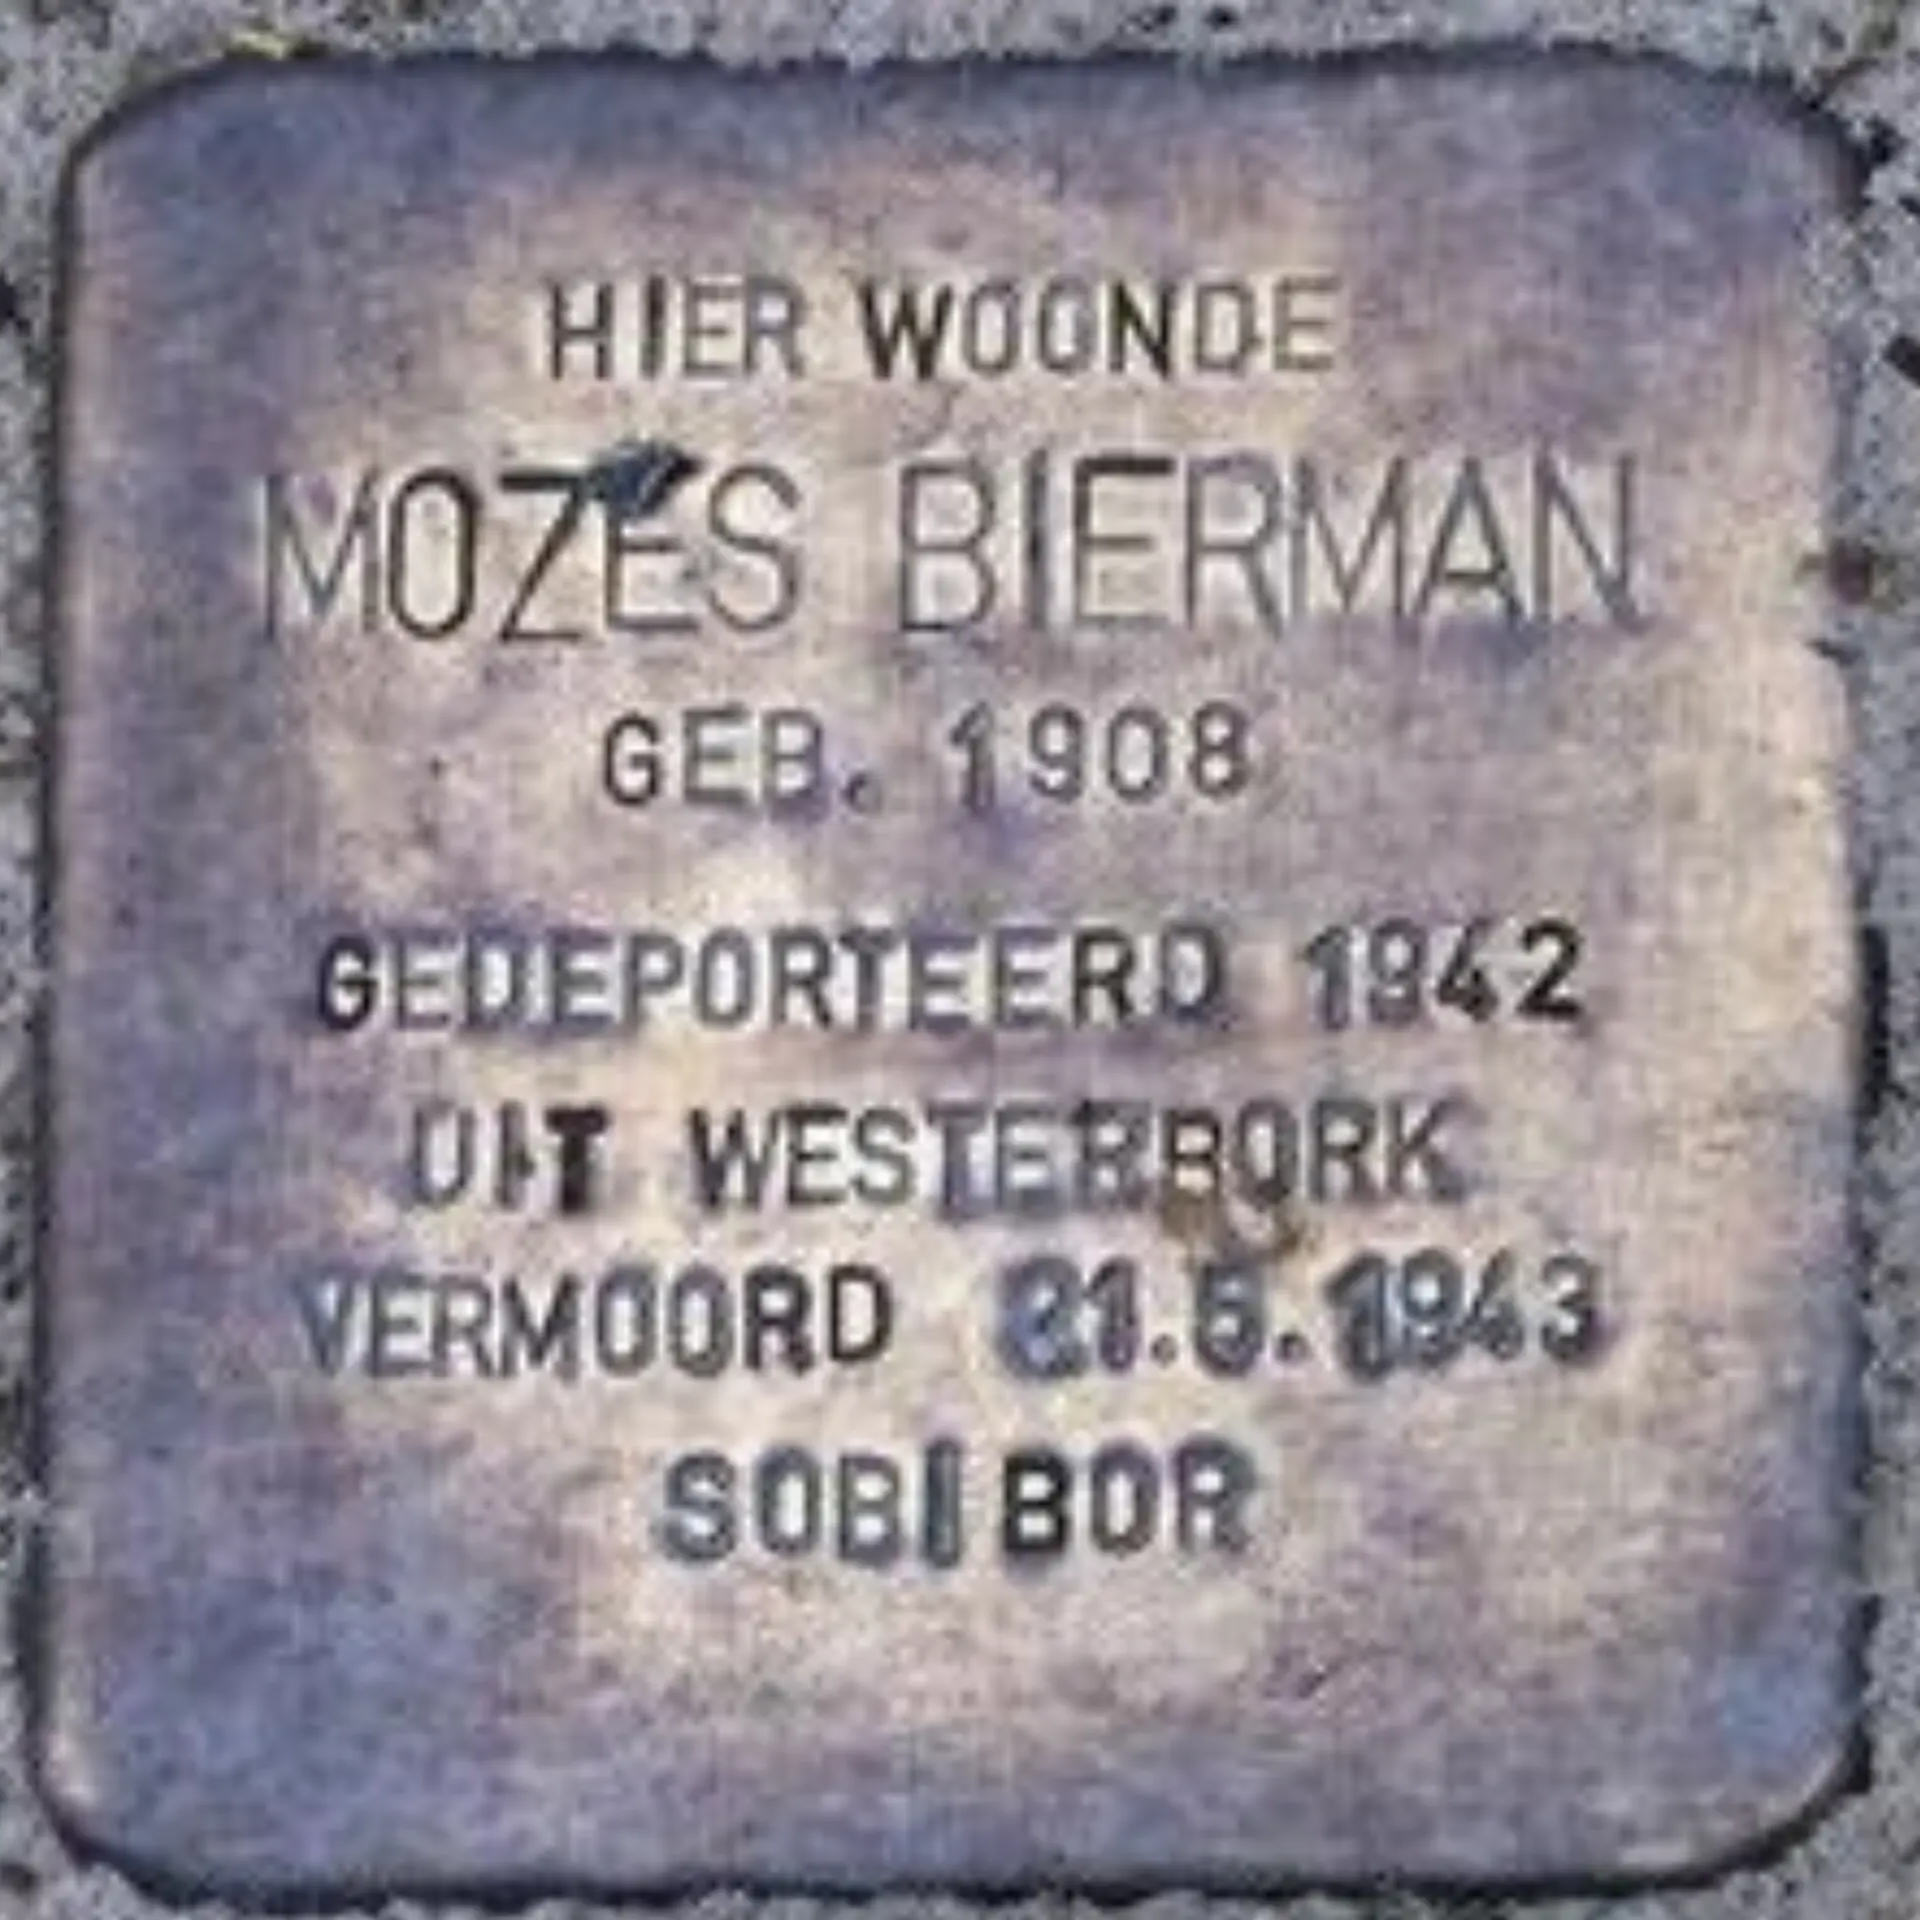 HIER WOONDE
MOZES BIERMAN
GEB. 1908
GEDEPORTEERD 1942
UIT WESTERBORK
VERMOORD 21.5.1943
SOBIBOR